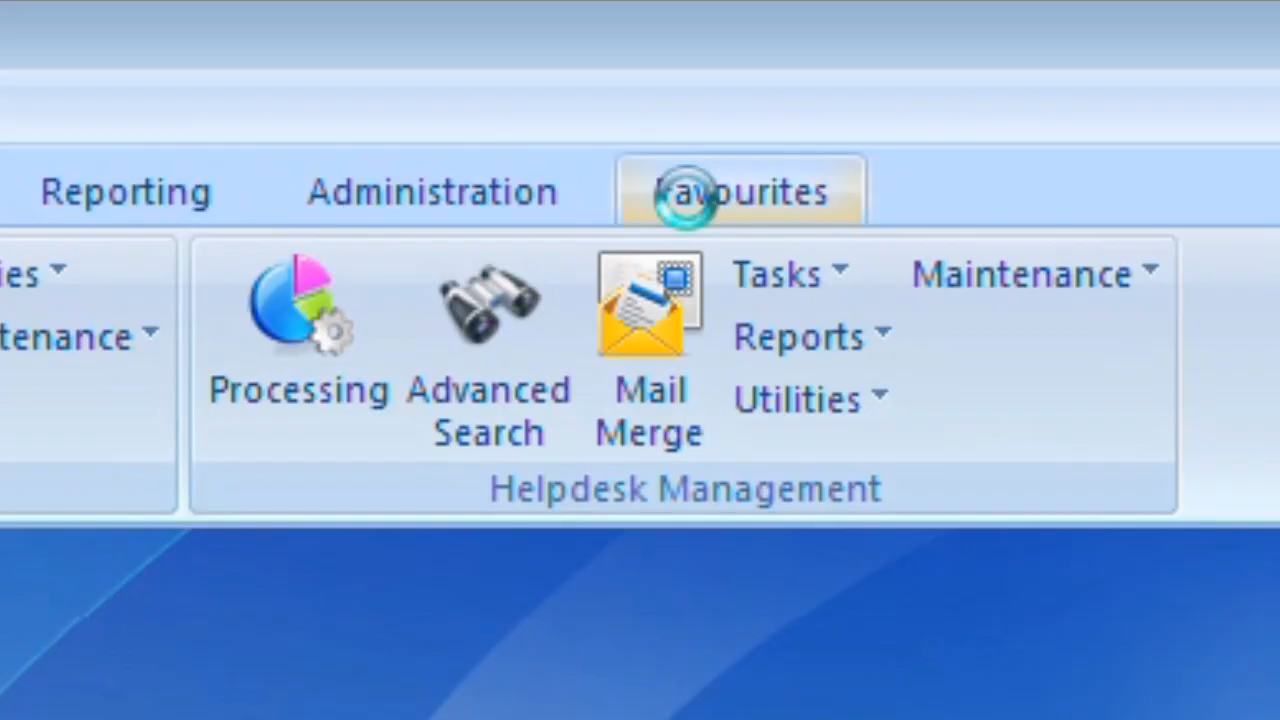 Reporting Administration Favourites
ies Tasks Maintenance
tenance Reports
Processing Advanced Search Mail Merge Utilities
Helpdesk Management